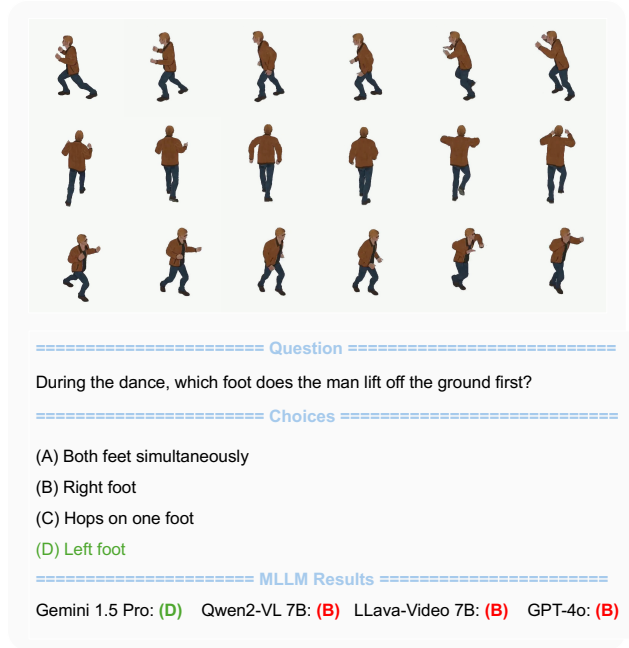 ======================= Question ===========================
During the dance, which foot does the man lift off the ground first?
======================= Choices ============================
(A) Both feet simultaneously
(B) Right foot
(C) Hops on one foot
(D) Left foot
====================== MLLM Results =======================
Gemini 1.5 Pro: (D) Qwen2-VL 7B: (B) LLava-Video 7B: (B) GPT-4o: (B)